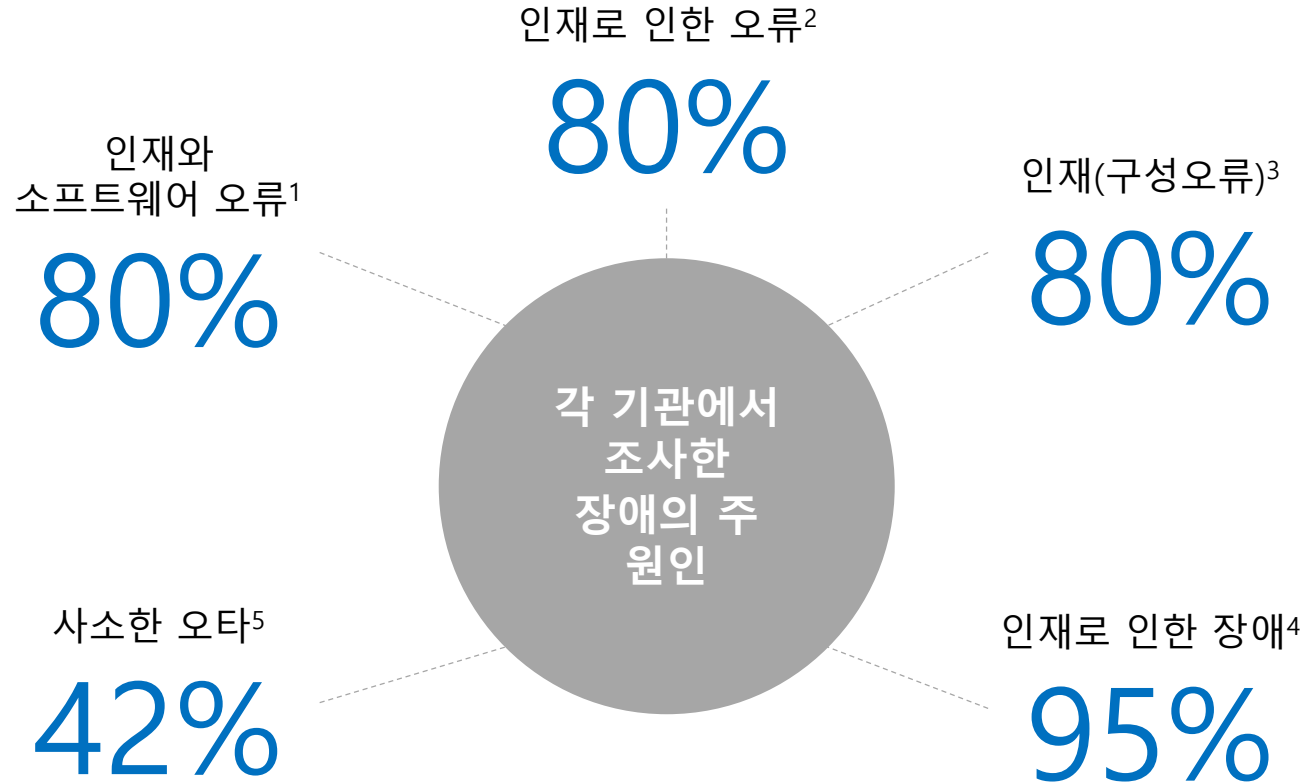 인재로 인한 오류2
80%
인재와
소프트웨어 오류1
80%
인재(구성오류)3
80%
각 기관에서
조사한
장애의 주
원인
사소한 오타5
42%
인재로 인한 장애4
95%